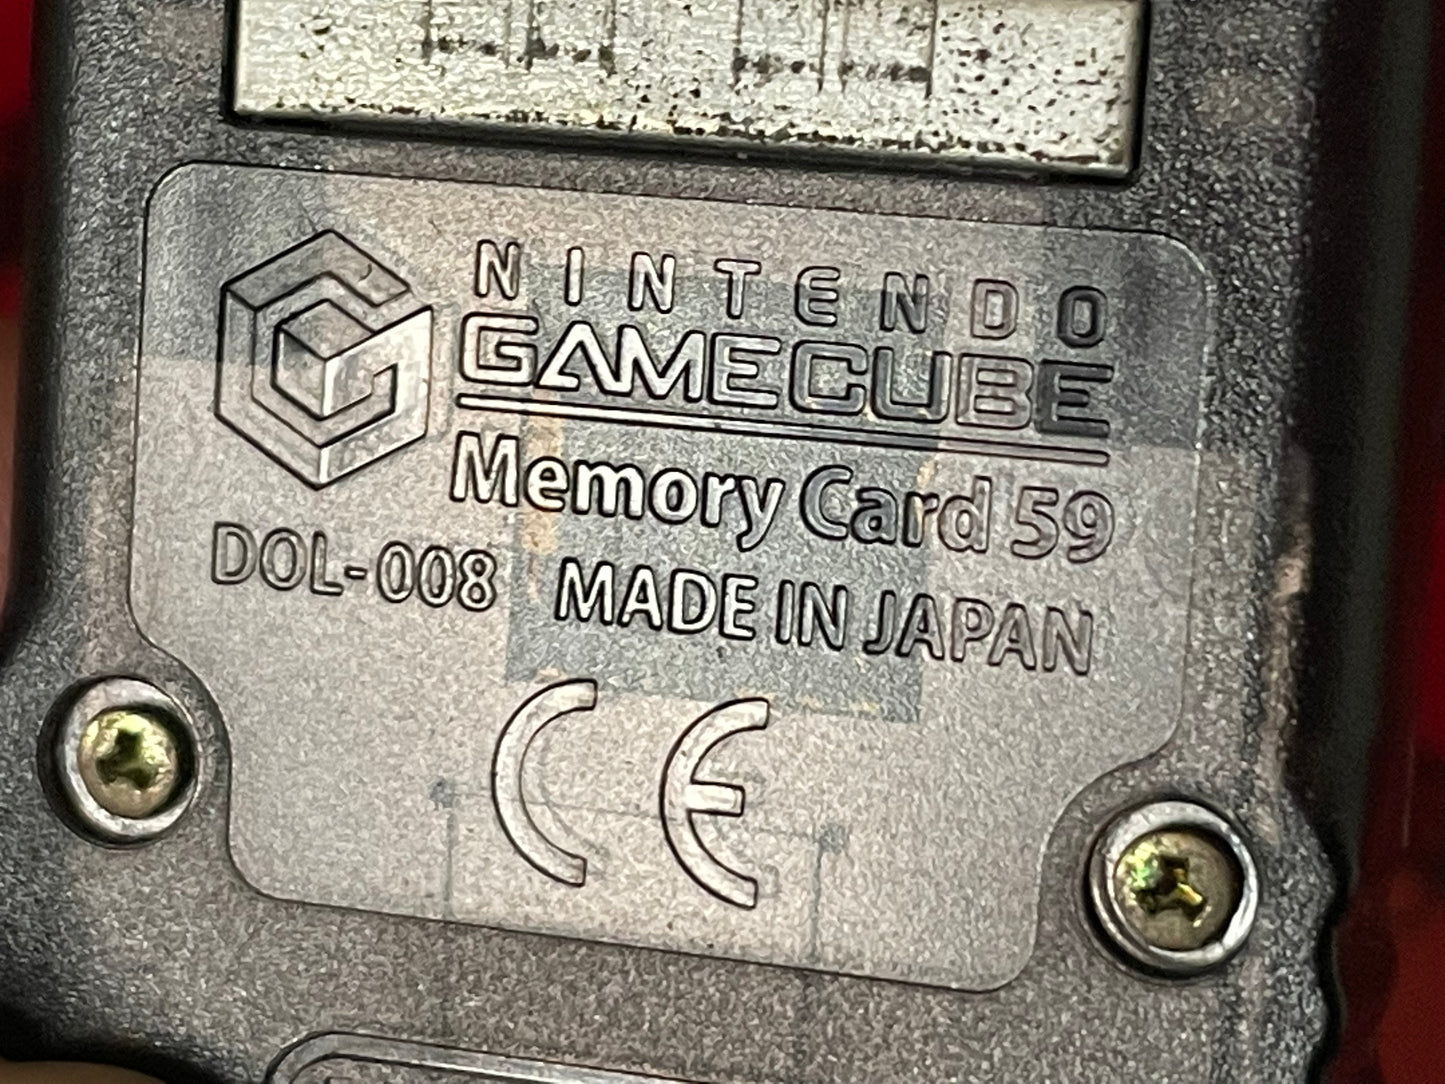 NINTENDO
GAMECUBE
Memory Card 59
DOL-008 MADE IN JAPAN
CE